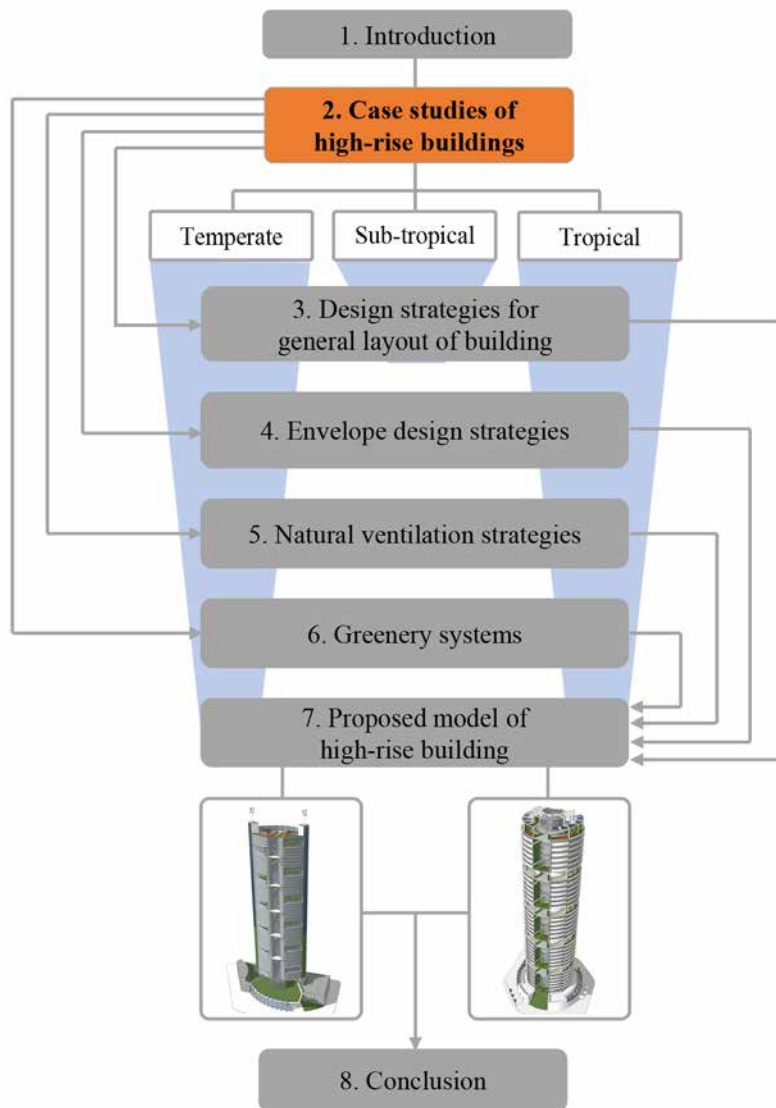 1. Introduction
2. Case studies of
high-rise buildings
Temperate
Sub-tropical
Tropical
3. Design strategies for
general layout of building
4. Envelope design strategies
5. Natural ventilation strategies
6. Greenery systems
7. Proposed model of
high-rise building
8. Conclusion